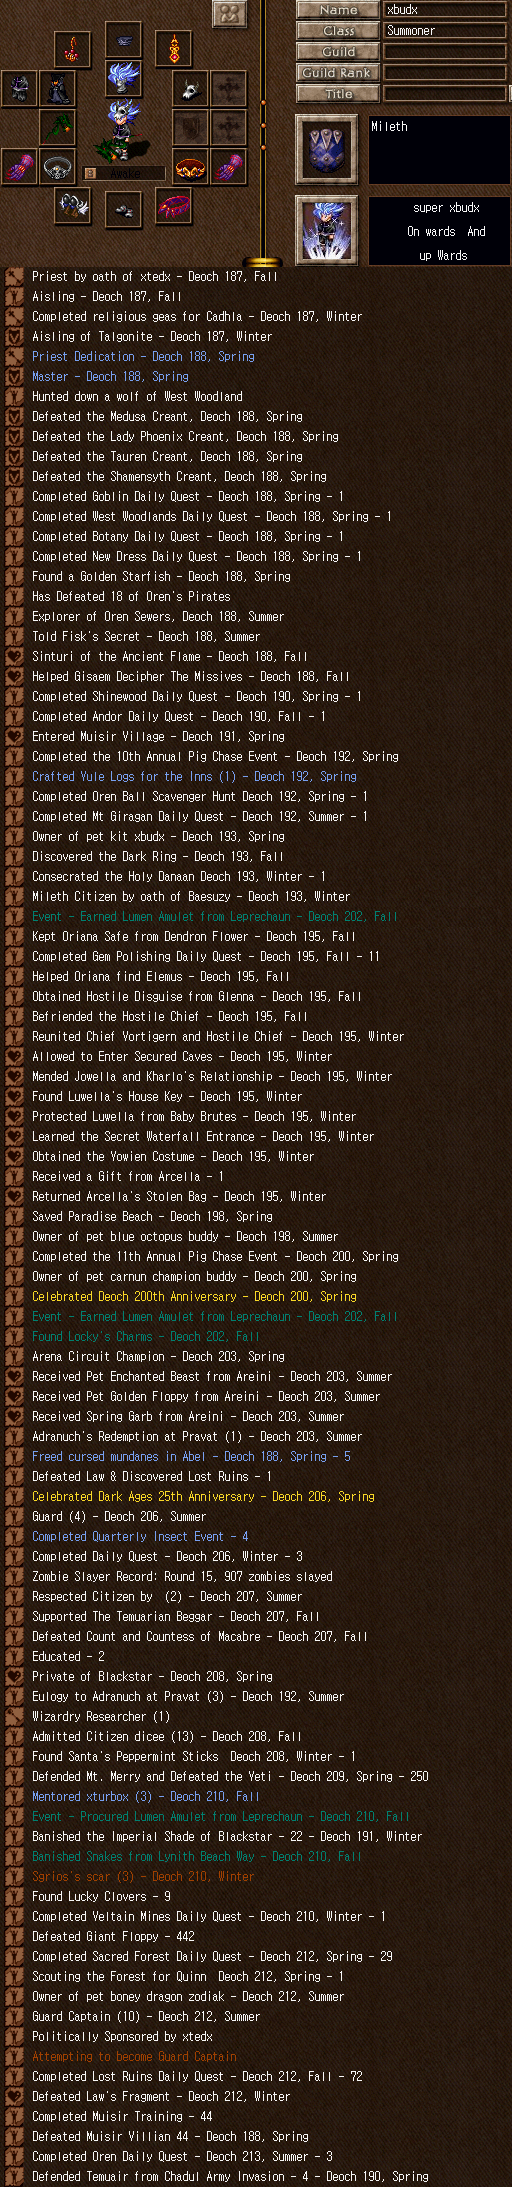 Name xbudx
Class Summoner
Guild
Guild Rank
Title
Awake
Mileth
super xbudx
On wards And
up Wards
Priest by oath of xtedx - Deoch 187, Fall
Aisling - Deoch 187, Fall
Completed religious geas for Cadhla - Deoch 187, Winter
Aisling of Talgonite - Deoch 187, Winter
Priest Dedication - Deoch 188, Spring
Master - Deoch 188, Spring
Hunted down a wolf of West Woodland
Defeated the Medusa Creant, Deoch 188, Spring
Defeated the Lady Phoenix Creant, Deoch 188, Spring
Defeated the Tauren Creant, Deoch 188, Spring
Defeated the Shamensyth Creant, Deoch 188, Spring
Completed Goblin Daily Quest - Deoch 188, Spring - 1
Completed West Woodlands Daily Quest - Deoch 188, Spring - 1
Completed Botany Daily Quest - Deoch 188, Spring - 1
Completed New Dress Daily Quest - Deoch 188, Spring - 1
Found a Golden Starfish - Deoch 188, Spring
Has Defeated 18 of Oren's Pirates
Explorer of Oren Sewers, Deoch 188, Summer
Told Fisk's Secret - Deoch 188, Summer
Sinturi of the Ancient Flame - Deoch 188, Fall
Helped Gisaem Decipher The Missives - Deoch 188, Fall
Completed Shinewood Daily Quest - Deoch 190, Spring - 1
Completed Andor Daily Quest - Deoch 190, Fall - 1
Entered Muisir Village - Deoch 191, Spring
Completed the 10th Annual Pig Chase Event - Deoch 192, Spring
Crafted Yule Logs for the Inns (1) - Deoch 192, Spring
Completed Oren Ball Scavenger Hunt Deoch 192, Spring - 1
Completed Mt Giragan Daily Quest - Deoch 192, Summer - 1
Owner of pet kit xbudx - Deoch 193, Spring
Discovered the Dark Ring - Deoch 193, Fall
Consecrated the Holy Danaan Deoch 193, Winter - 1
Mileth Citizen by oath of Baesuzy - Deoch 193, Winter
Event - Earned Lumen Amulet from Leprechaun - Deoch 202, Fall
Kept Oriana Safe from Dendron Flower - Deoch 195, Fall
Completed Gem Polishing Daily Quest - Deoch 195, Fall - 11
Helped Oriana find Elemus - Deoch 195, Fall
Obtained Hostile Disguise from Glenna - Deoch 195, Fall
Befriended the Hostile Chief - Deoch 195, Fall
Reunited Chief Vortigern and Hostile Chief - Deoch 195, Winter
Allowed to Enter Secured Caves - Deoch 195, Winter
Mended Jowella and Kharlo's Relationship - Deoch 195, Winter
Found Luwella's House Key - Deoch 195, Winter
Protected Luwella from Baby Brutes - Deoch 195, Winter
Learned the Secret Waterfall Entrance - Deoch 195, Winter
Obtained the Yowien Costume - Deoch 195, Winter
Received a Gift from Arcella - 1
Returned Arcella's Stolen Bag - Deoch 195, Winter
Saved Paradise Beach - Deoch 198, Spring
Owner of pet blue octopus buddy - Deoch 198, Summer
Completed the 11th Annual Pig Chase Event - Deoch 200, Spring
Owner of pet carnun champion buddy - Deoch 200, Spring
Celebrated Deoch 200th Anniversary - Deoch 200, Spring
Event - Earned Lumen Amulet from Leprechaun - Deoch 202, Fall
Found Locky's Charms - Deoch 202, Fall
Arena Circuit Champion - Deoch 203, Spring
Received Pet Enchanted Beast from Areini - Deoch 203, Summer
Received Pet Golden Floppy from Areini - Deoch 203, Summer
Received Spring Garb from Areini - Deoch 203, Summer
Adranuch's Redemption at Pravat (1) - Deoch 203, Summer
Freed cursed mundanes in Abel - Deoch 188, Spring - 5
Defeated Law & Discovered Lost Ruins - 1
Celebrated Dark Ages 25th Anniversary - Deoch 206, Spring
Guard (4) - Deoch 206, Summer
Completed Quarterly Insect Event - 4
Completed Daily Quest - Deoch 206, Winter - 3
Zombie Slayer Record: Round 15, 907 zombies slayed
Respected Citizen by (2) - Deoch 207, Summer
Supported The Temuarian Beggar - Deoch 207, Fall
Defeated Count and Countess of Macabre - Deoch 207, Fall
Educated - 2
Private of Blackstar - Deoch 208, Spring
Eulogy to Adranuch at Pravat (3) - Deoch 192, Summer
Wizardry Researcher (1)
Admitted Citizen dicee (13) - Deoch 208, Fall
Found Santa's Peppermint Sticks Deoch 208, Winter - 1
Defended Mt. Merry and Defeated the Yeti - Deoch 209, Spring - 250
Mentored xturbox (3) - Deoch 210, Fall
Event - Procured Lumen Amulet from Leprechaun - Deoch 210, Fall
Banished the Imperial Shade of Blackstar - 22 - Deoch 191, Winter
Banished Snakes from Lynith Beach Way - Deoch 210, Fall
Sgrios's scar (3) - Deoch 210, Winter
Found Lucky Clovers - 9
Completed Veltain Mines Daily Quest - Deoch 210, Winter - 1
Defeated Giant Floppy - 442
Completed Sacred Forest Daily Quest - Deoch 212, Spring - 29
Scouting the Forest for Quinn Deoch 212, Spring - 1
Owner of pet boney dragon zodiak - Deoch 212, Summer
Guard Captain (10) - Deoch 212, Summer
Politically Sponsored by xtedx
Attempting to become Guard Captain
Completed Lost Ruins Daily Quest - Deoch 212, Fall - 72
Defeated Law's Fragment - Deoch 212, Winter
Completed Muisir Training - 44
Defeated Muisir Villian 44 - Deoch 188, Spring
Completed Oren Daily Quest - Deoch 213, Summer - 3
Defended Temuair from Chadul Army Invasion - 4 - Deoch 190, Spring